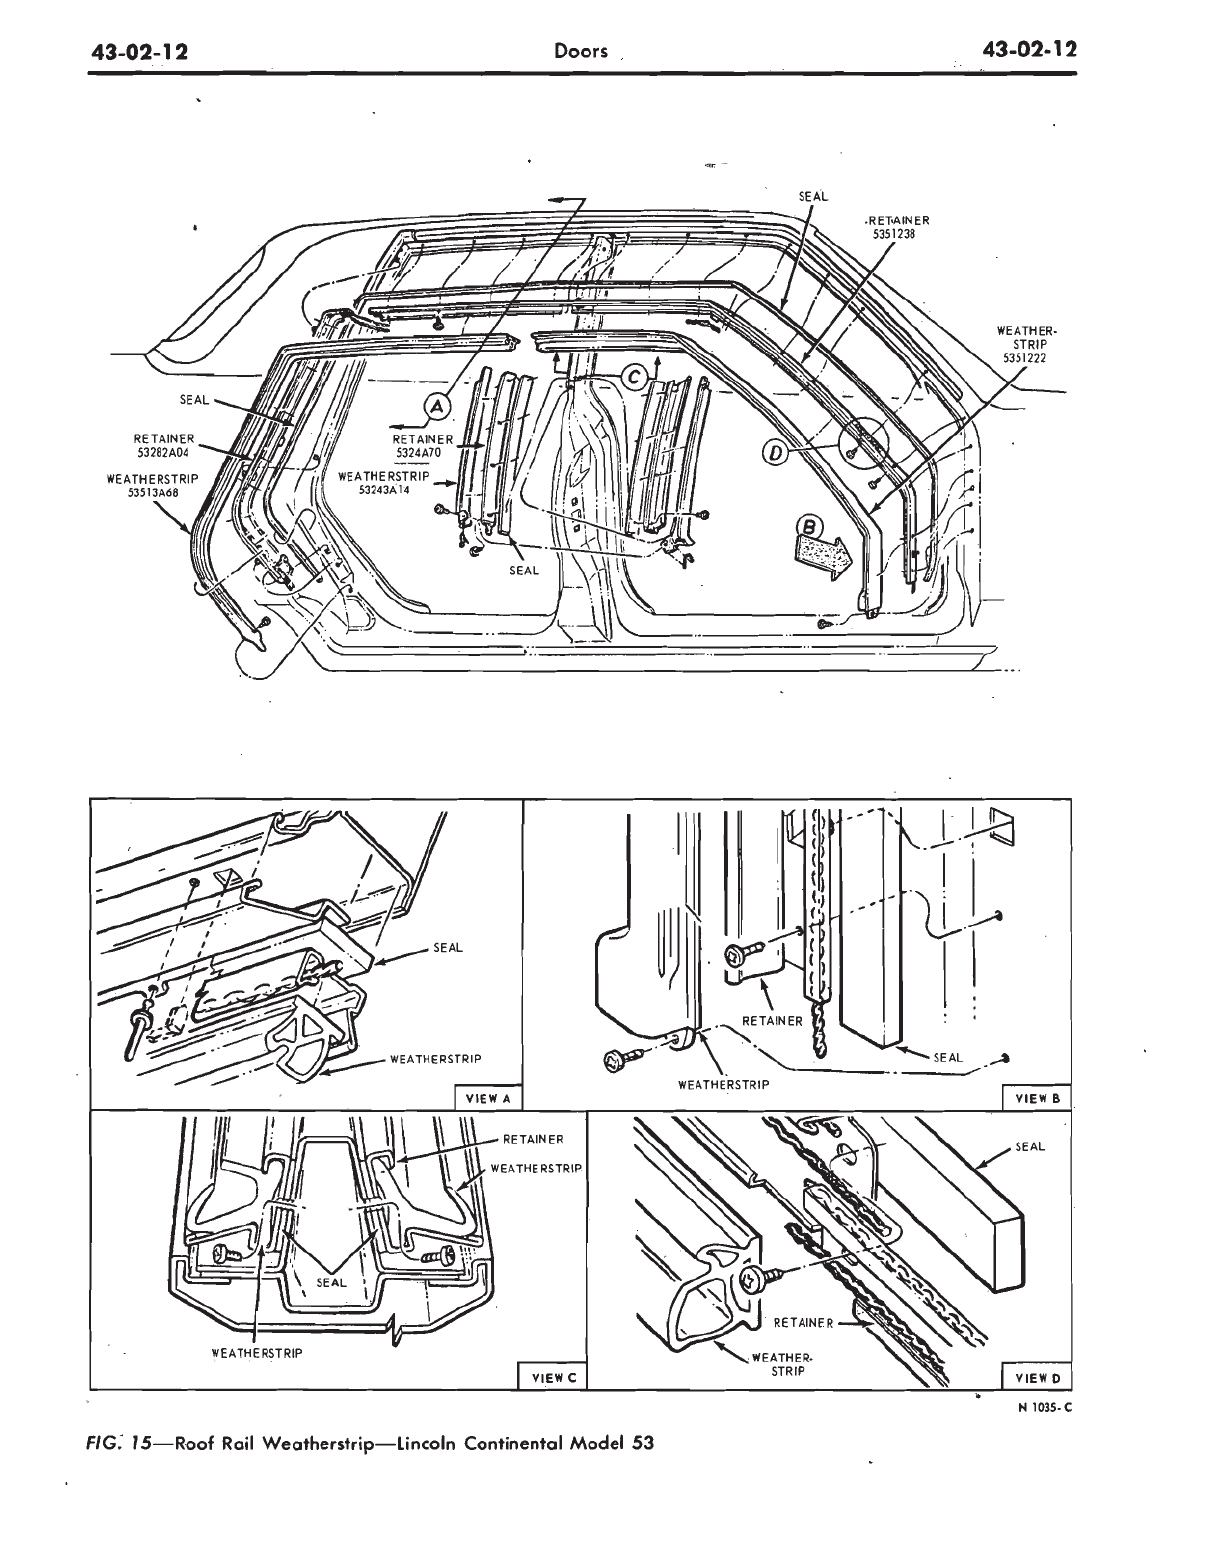 43-02-12
Doors
43-02-12
SEAL
RETAINER
5351238
WEATHER-
STRIP
5351222
SEAL
RETAINER
53282A04
WEATHERSTRIP
53513A68
A
RETAINER
5324A70
WEATHERSTRIP
53243A14
SEAL
C
D
B
SEAL
WEATHERSTRIP
VIEW A
RETAINER
SEAL
WEATHERSTRIP
VIEW B
RETAINER
WEATHERSTRIP
SEAL
WEATHERSTRIP
VIEW C
SEAL
RETAINER
WEATHER-
STRIP
VIEW D
N 1035-C
FIG. 15—Roof Rail Weatherstrip—Lincoln Continental Model 53